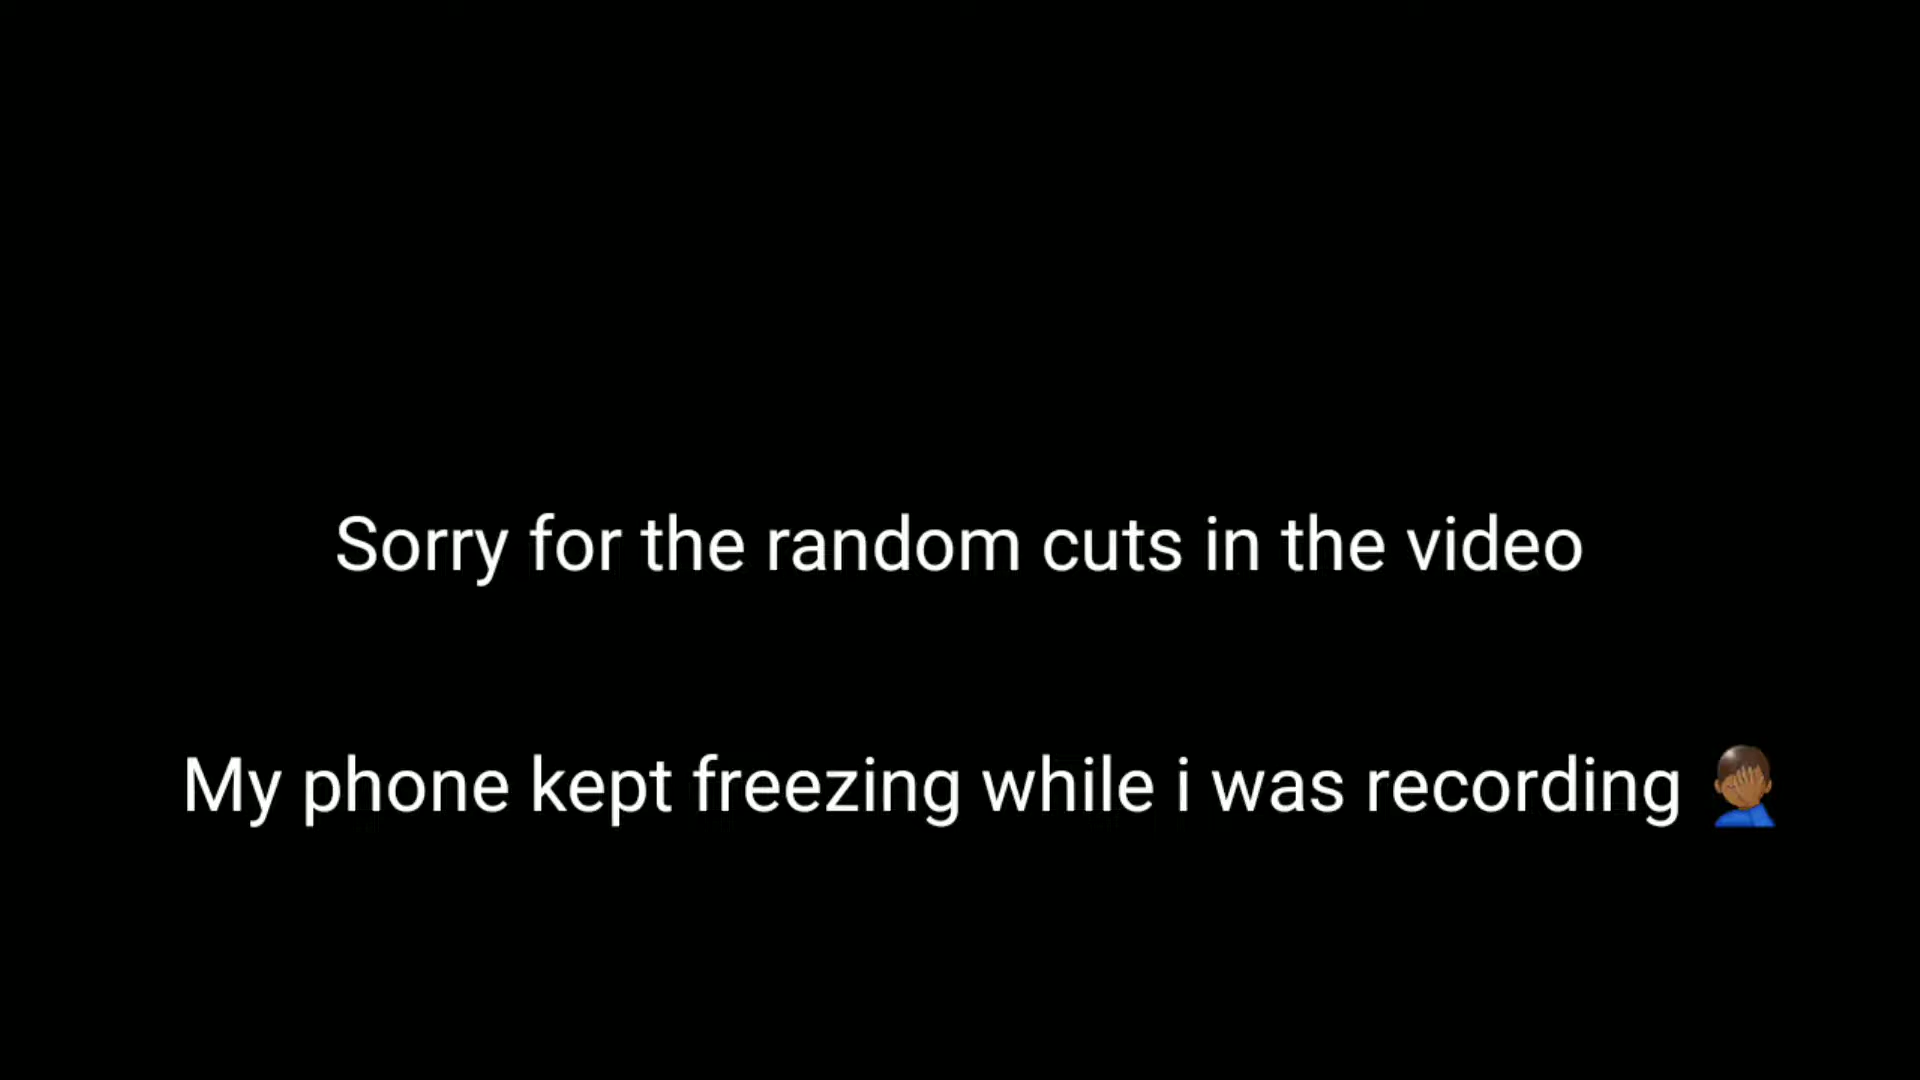 Sorry for the random cuts in the video
My phone kept freezing while i was recording 🤦🏾‍♂️